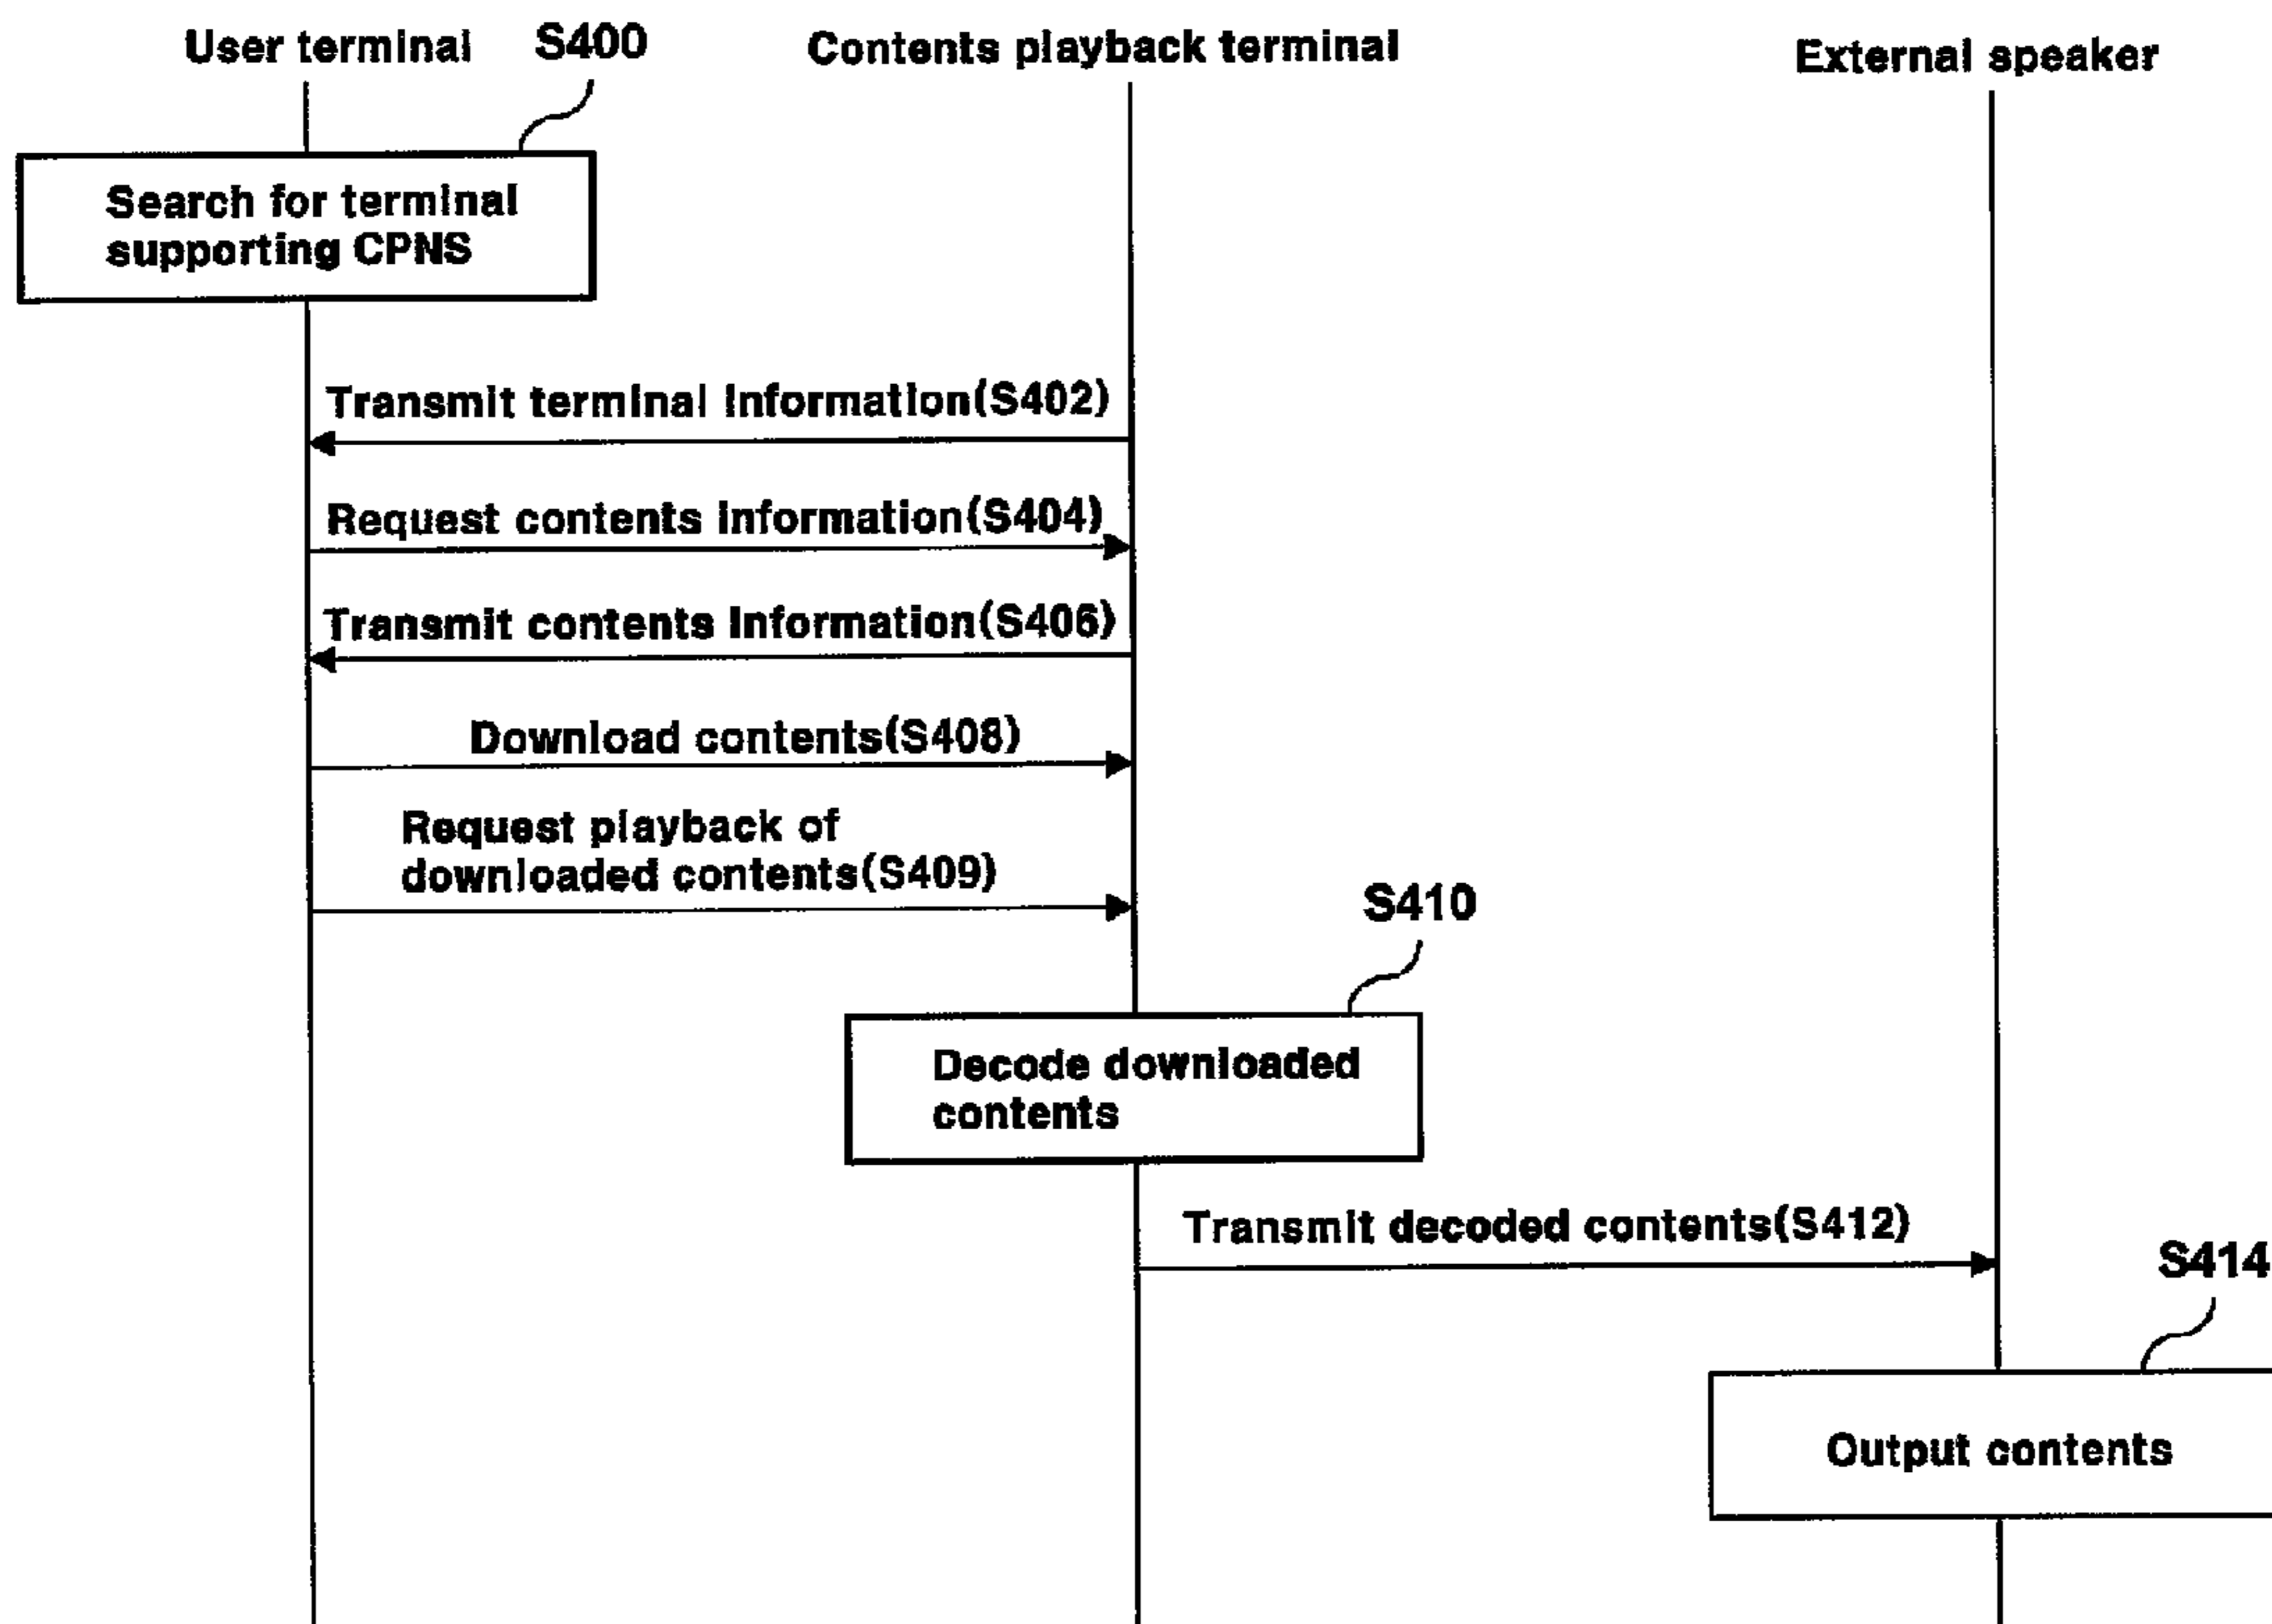 User terminal
S400
Contents playback terminal
External speaker
Search for terminal
supporting CPNS
Transmit terminal information(S402)
Request contents information(S404)
Transmit contents information(S406)
Download contents(S408)
Request playback of
downloaded contents(S409)
S410
Decode downloaded
contents
Transmit decoded contents(S412)
S414
Output contents